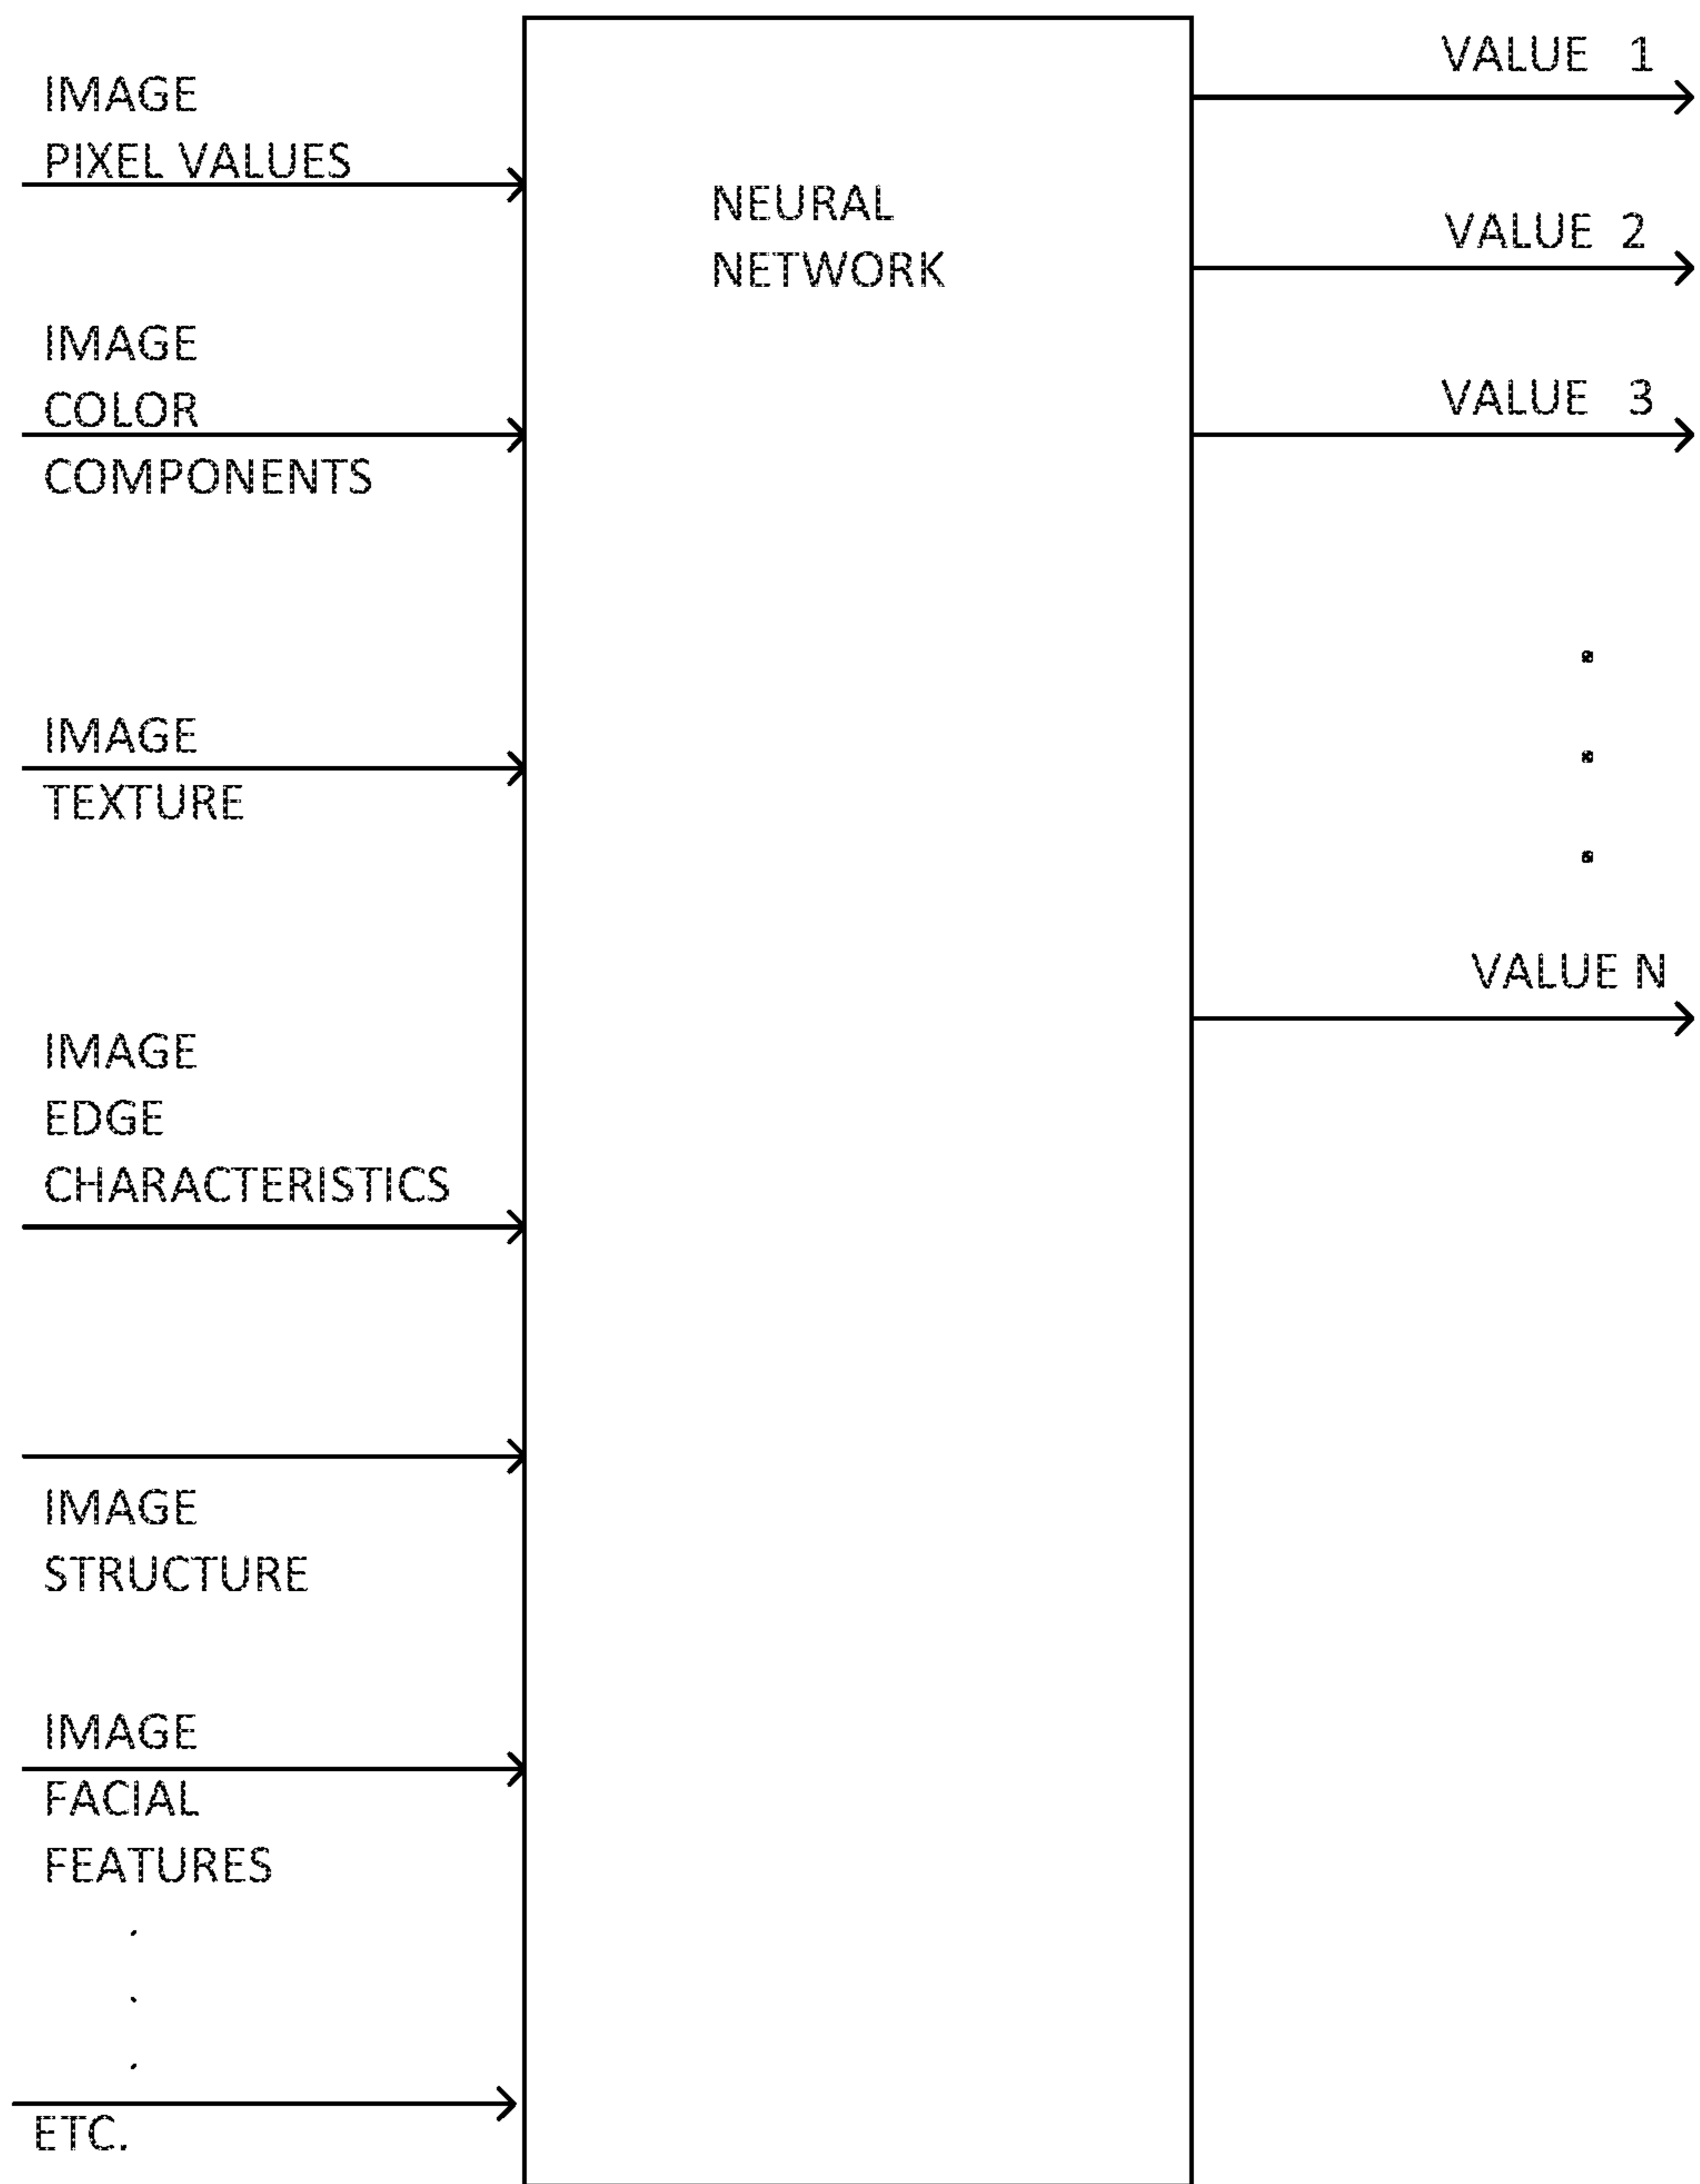 IMAGE
PIXEL VALUES
IMAGE
COLOR
COMPONENTS
IMAGE
TEXTURE
IMAGE
EDGE
CHARACTERISTICS
IMAGE
STRUCTURE
IMAGE
FACIAL
FEATURES
.
.
.
ETC.
NEURAL
NETWORK
VALUE 1
VALUE 2
VALUE 3
.
.
.
VALUE N